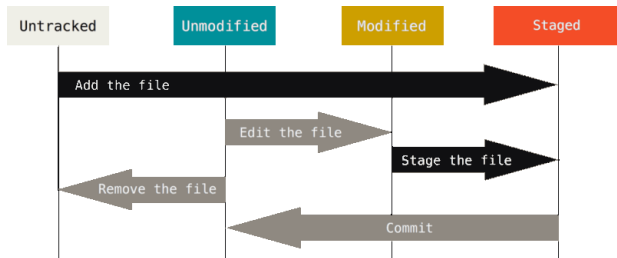 Untracked
Unmodified
Modified
Staged
Add the file
Edit the file
Stage the file
Remove the file
Commit